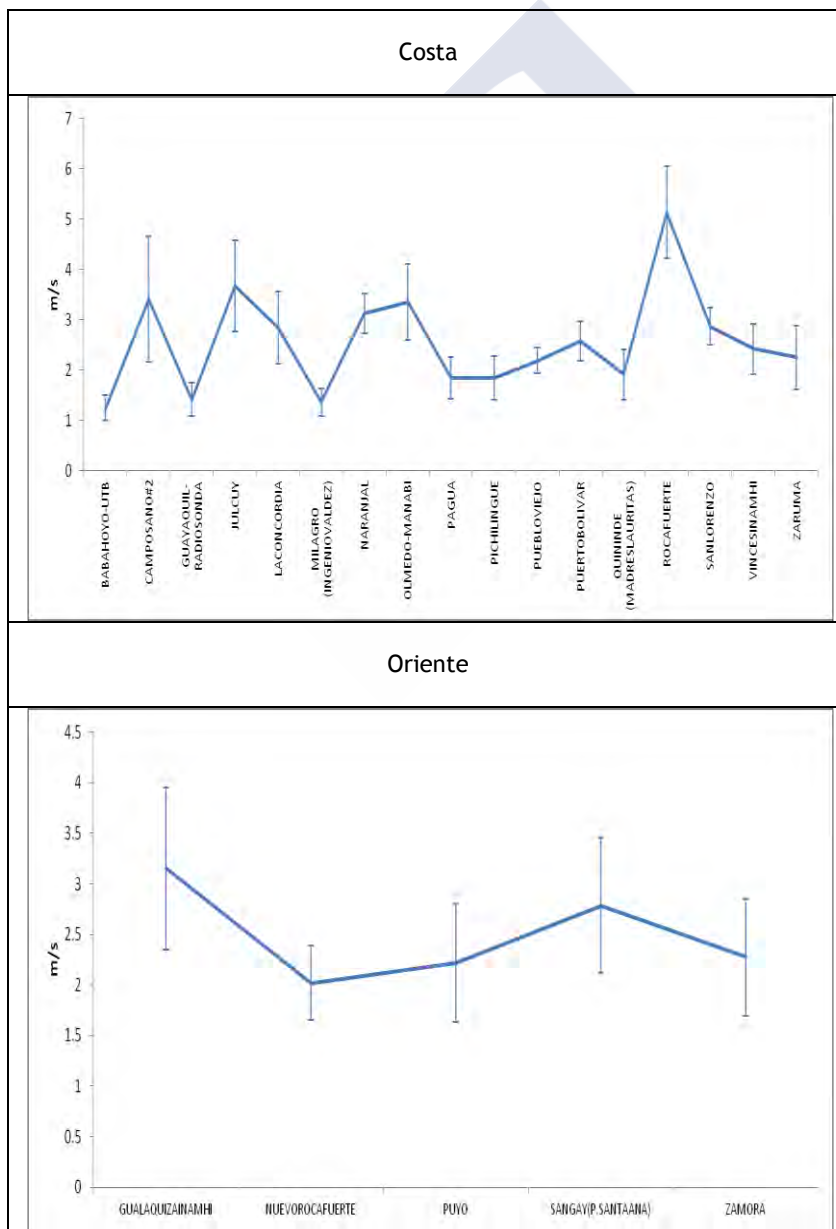 Costa
7
6
5
4
3
2
1
0
m/s
BABAHOYO-UTB
CAMPOSANO#2
GUAYAQUIL-
RADIOSONDA
JULCUY
LACONCORDIA
MILAGRO
(INGENIOVALDEZ)
NARANJAL
OLMEDO-MANABI
PAGUA
PICHILINGUE
PUEBLOVIEJO
PUERTOBOLIVAR
QUININDE
(MADRESLAURITAS)
ROCAFUERTE
SANLORENZO
VINCESINAMHI
ZARUMA
Oriente
4.5
4
3.5
3
2.5
2
1.5
1
0.5
0
m/s
GUALAQUIZAINAMHI
NUEVOROCAFUERTE
PUYO
SANGAY(P.SANTAANA)
ZAMORA